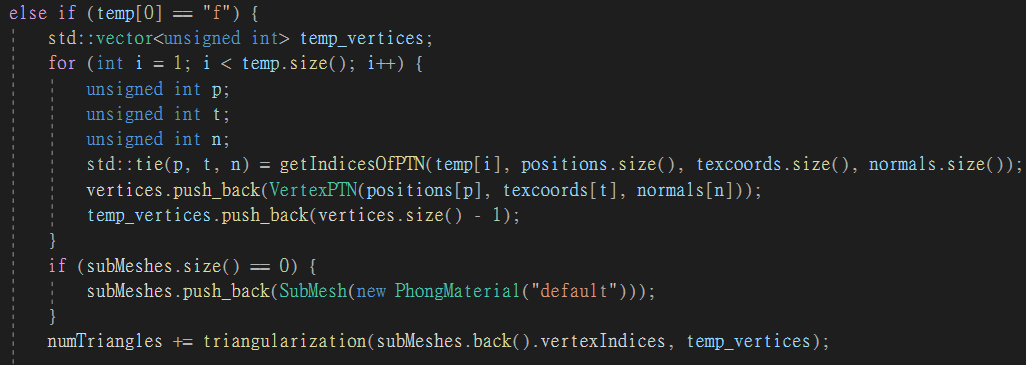 else if (temp[0] == "f") {
std::vector<unsigned int> temp_vertices;
for (int i = 1; i < temp.size(); i++) {
unsigned int p;
unsigned int t;
unsigned int n;
std::tie(p, t, n) = getIndicesOfPTN(temp[i], positions.size(), texcoords.size(), normals.size());
vertices.push_back(VertexPTN(positions[p], texcoords[t], normals[n]));
temp_vertices.push_back(vertices.size() - 1);
}
if (subMeshes.size() == 0) {
subMeshes.push_back(SubMesh(new PhongMaterial("default")));
}
numTriangles += triangularization(subMeshes.back().vertexIndices, temp_vertices);